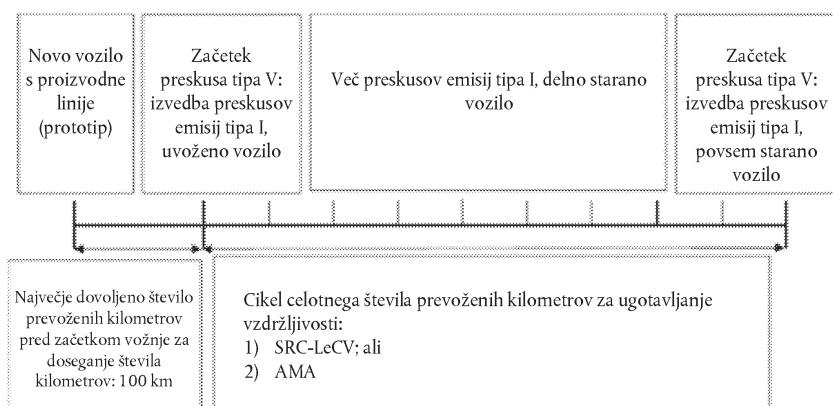 Novo vozilo
s proizvodne
linije
(prototip)
Začetek
preskusa tipa V:
izvedba preskusov
emisij tipa I,
uvoženo vozilo
Več preskusov emisij tipa I, delno starano
vozilo
Začetek
preskusa tipa V:
izvedba preskusov
emisij tipa I,
povsem starano
vozilo
Največje dovoljeno število
prevoženih kilometrov
pred začetkom vožnje za
doseganje števila
kilometrov: 100 km
Cikel celotnega števila prevoženih kilometrov za ugotavljanje
vzdržljivosti:
1) SRC-LeCV; ali
2) AMA